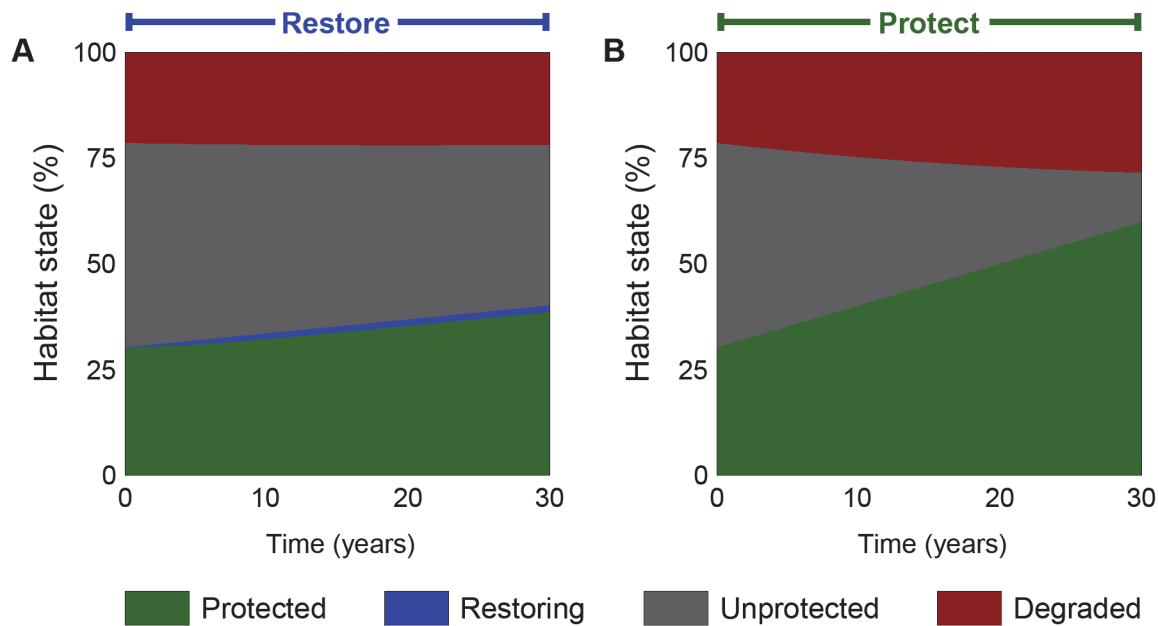 Restore
Protect
A
B
100
75
50
25
0
Habitat state (%)
0
10
20
30
Time (years)
100
75
50
25
0
Habitat state (%)
0
10
20
30
Time (years)
Protected
Restoring
Unprotected
Degraded